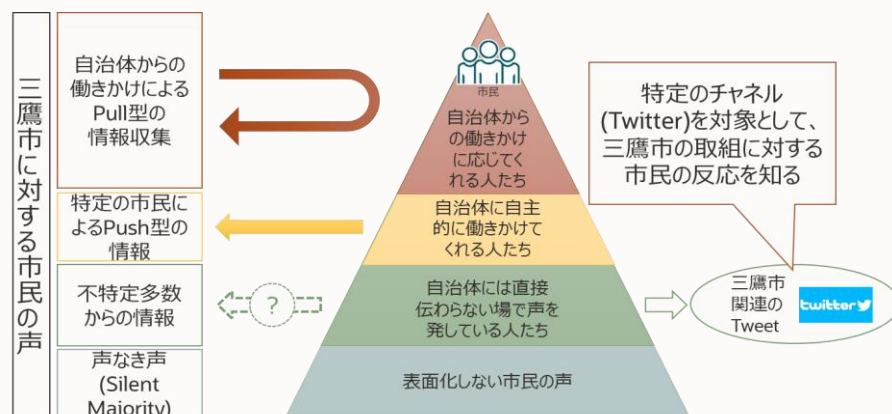 三鷹市に対する市民の声
自治体からの
働きかけによる
Pull型の
情報収集
特定の市民に
よるPush型の
情報
不特定多数
からの情報
声なき声
(Silent
Majority)
市民
自治体から
の働きかけ
に応じてく
れる人たち
自治体に自主
的に働きかけて
くれる人たち
?
自治体には直接
伝わらない場で声を
発している人たち
表面化しない市民の声
特定のチャネル
(Twitter)を対象として、
三鷹市の取組に対する
市民の反応を知る
三鷹市
関連の
Tweet
twitter